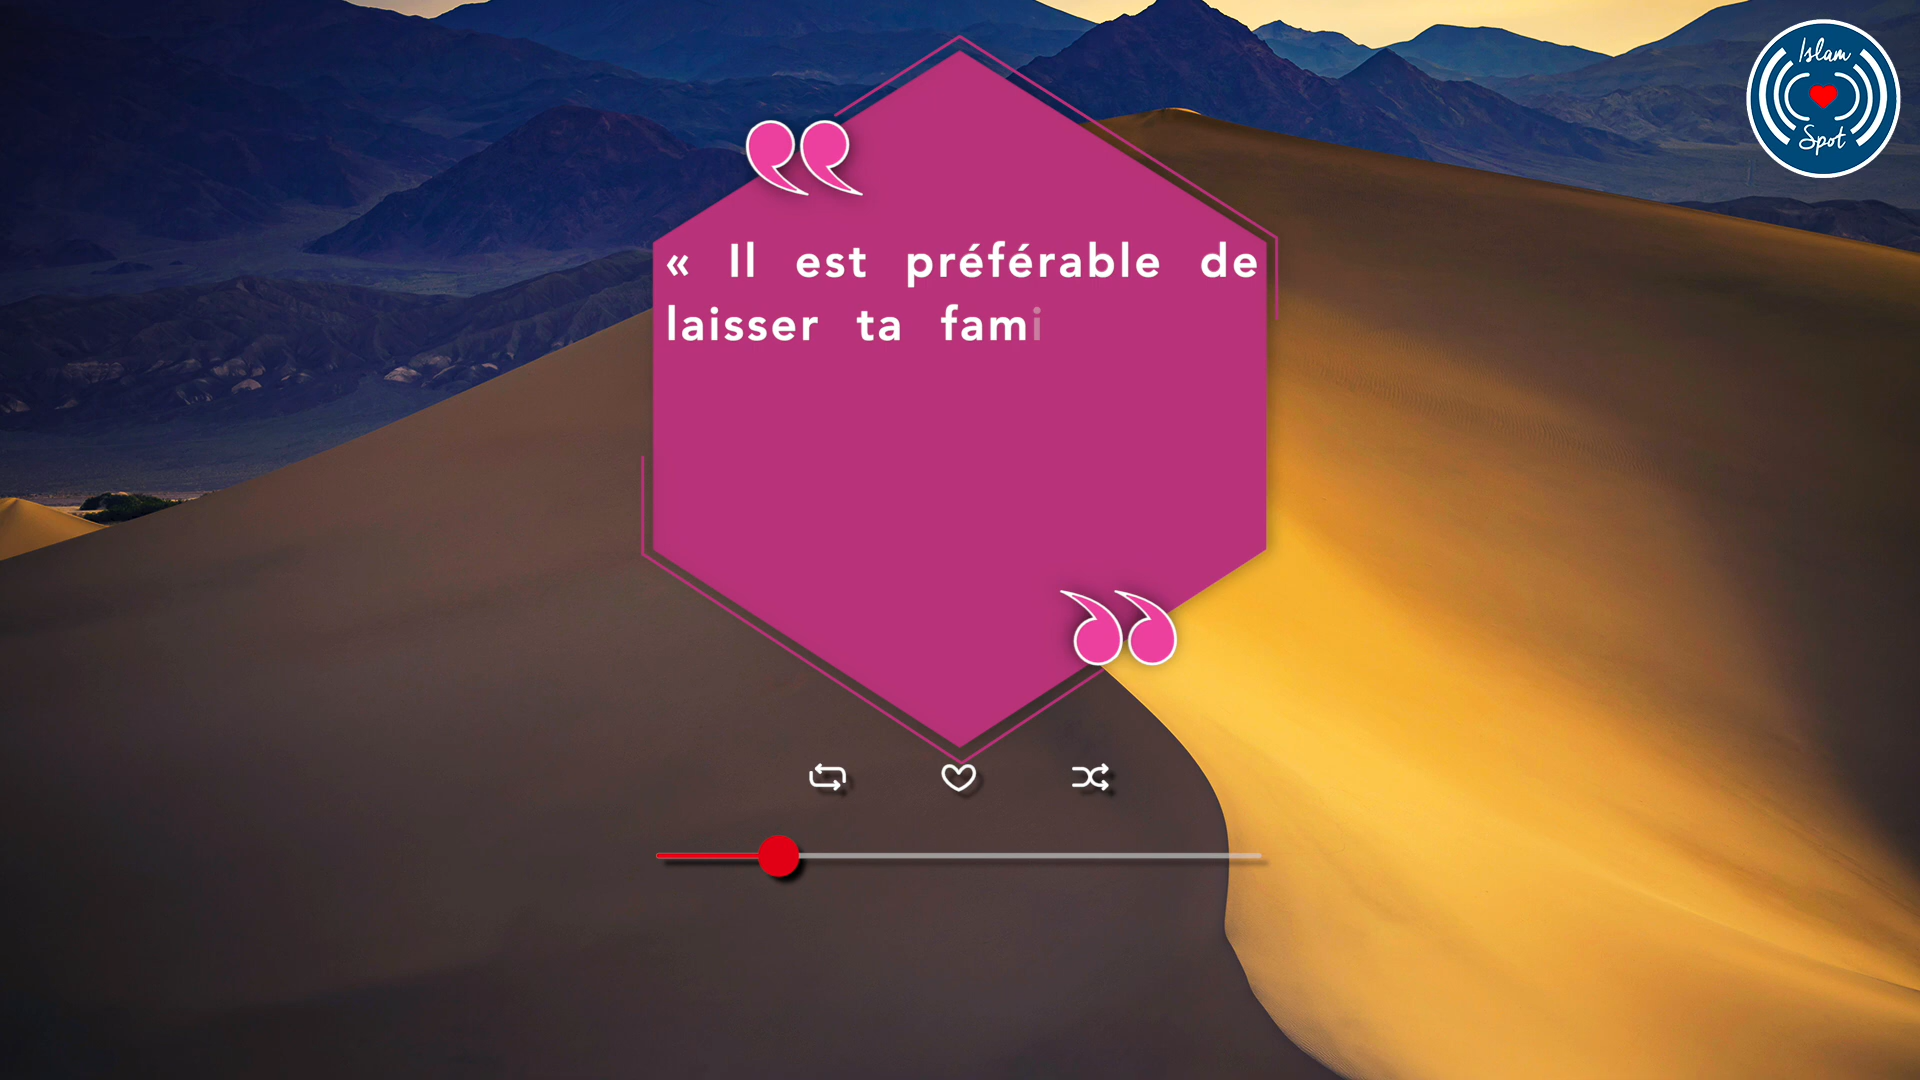 « Il est préférable de
laisser ta fami
Islam
Spot